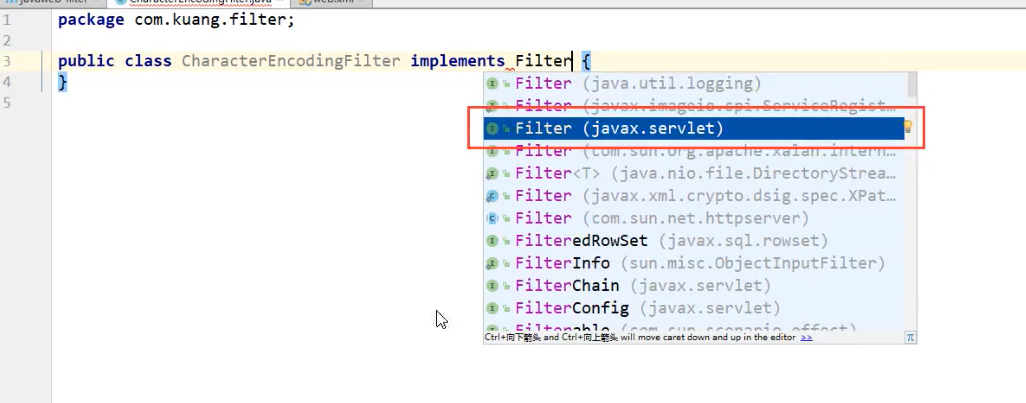 javaweb-filter CharacterEncodingFilter.java web.xml
1 package com.kuang.filter;
2
3 public class CharacterEncodingFilter implements Filter {
4 }
5
Filter (java.util.logging)
Filter (javax.imageio.spi.ServiceRegist…
Filter (javax.servlet)
Filter (com.sun.org.apache.xalan.intern…
Filter<T> (java.nio.file.DirectoryStrea…
Filter (javax.xml.crypto.dsig.spec.XPat…
Filter (com.sun.net.httpserver)
FilteredRowSet (javax.sql.rowset)
FilterInfo (sun.misc.ObjectInputFilter)
FilterChain (javax.servlet)
FilterConfig (javax.servlet)
Filterable (com.sun.scenario.effect)
Ctrl+向下箭头 and Ctrl+向上箭头 will move caret down and up in the editor >> π